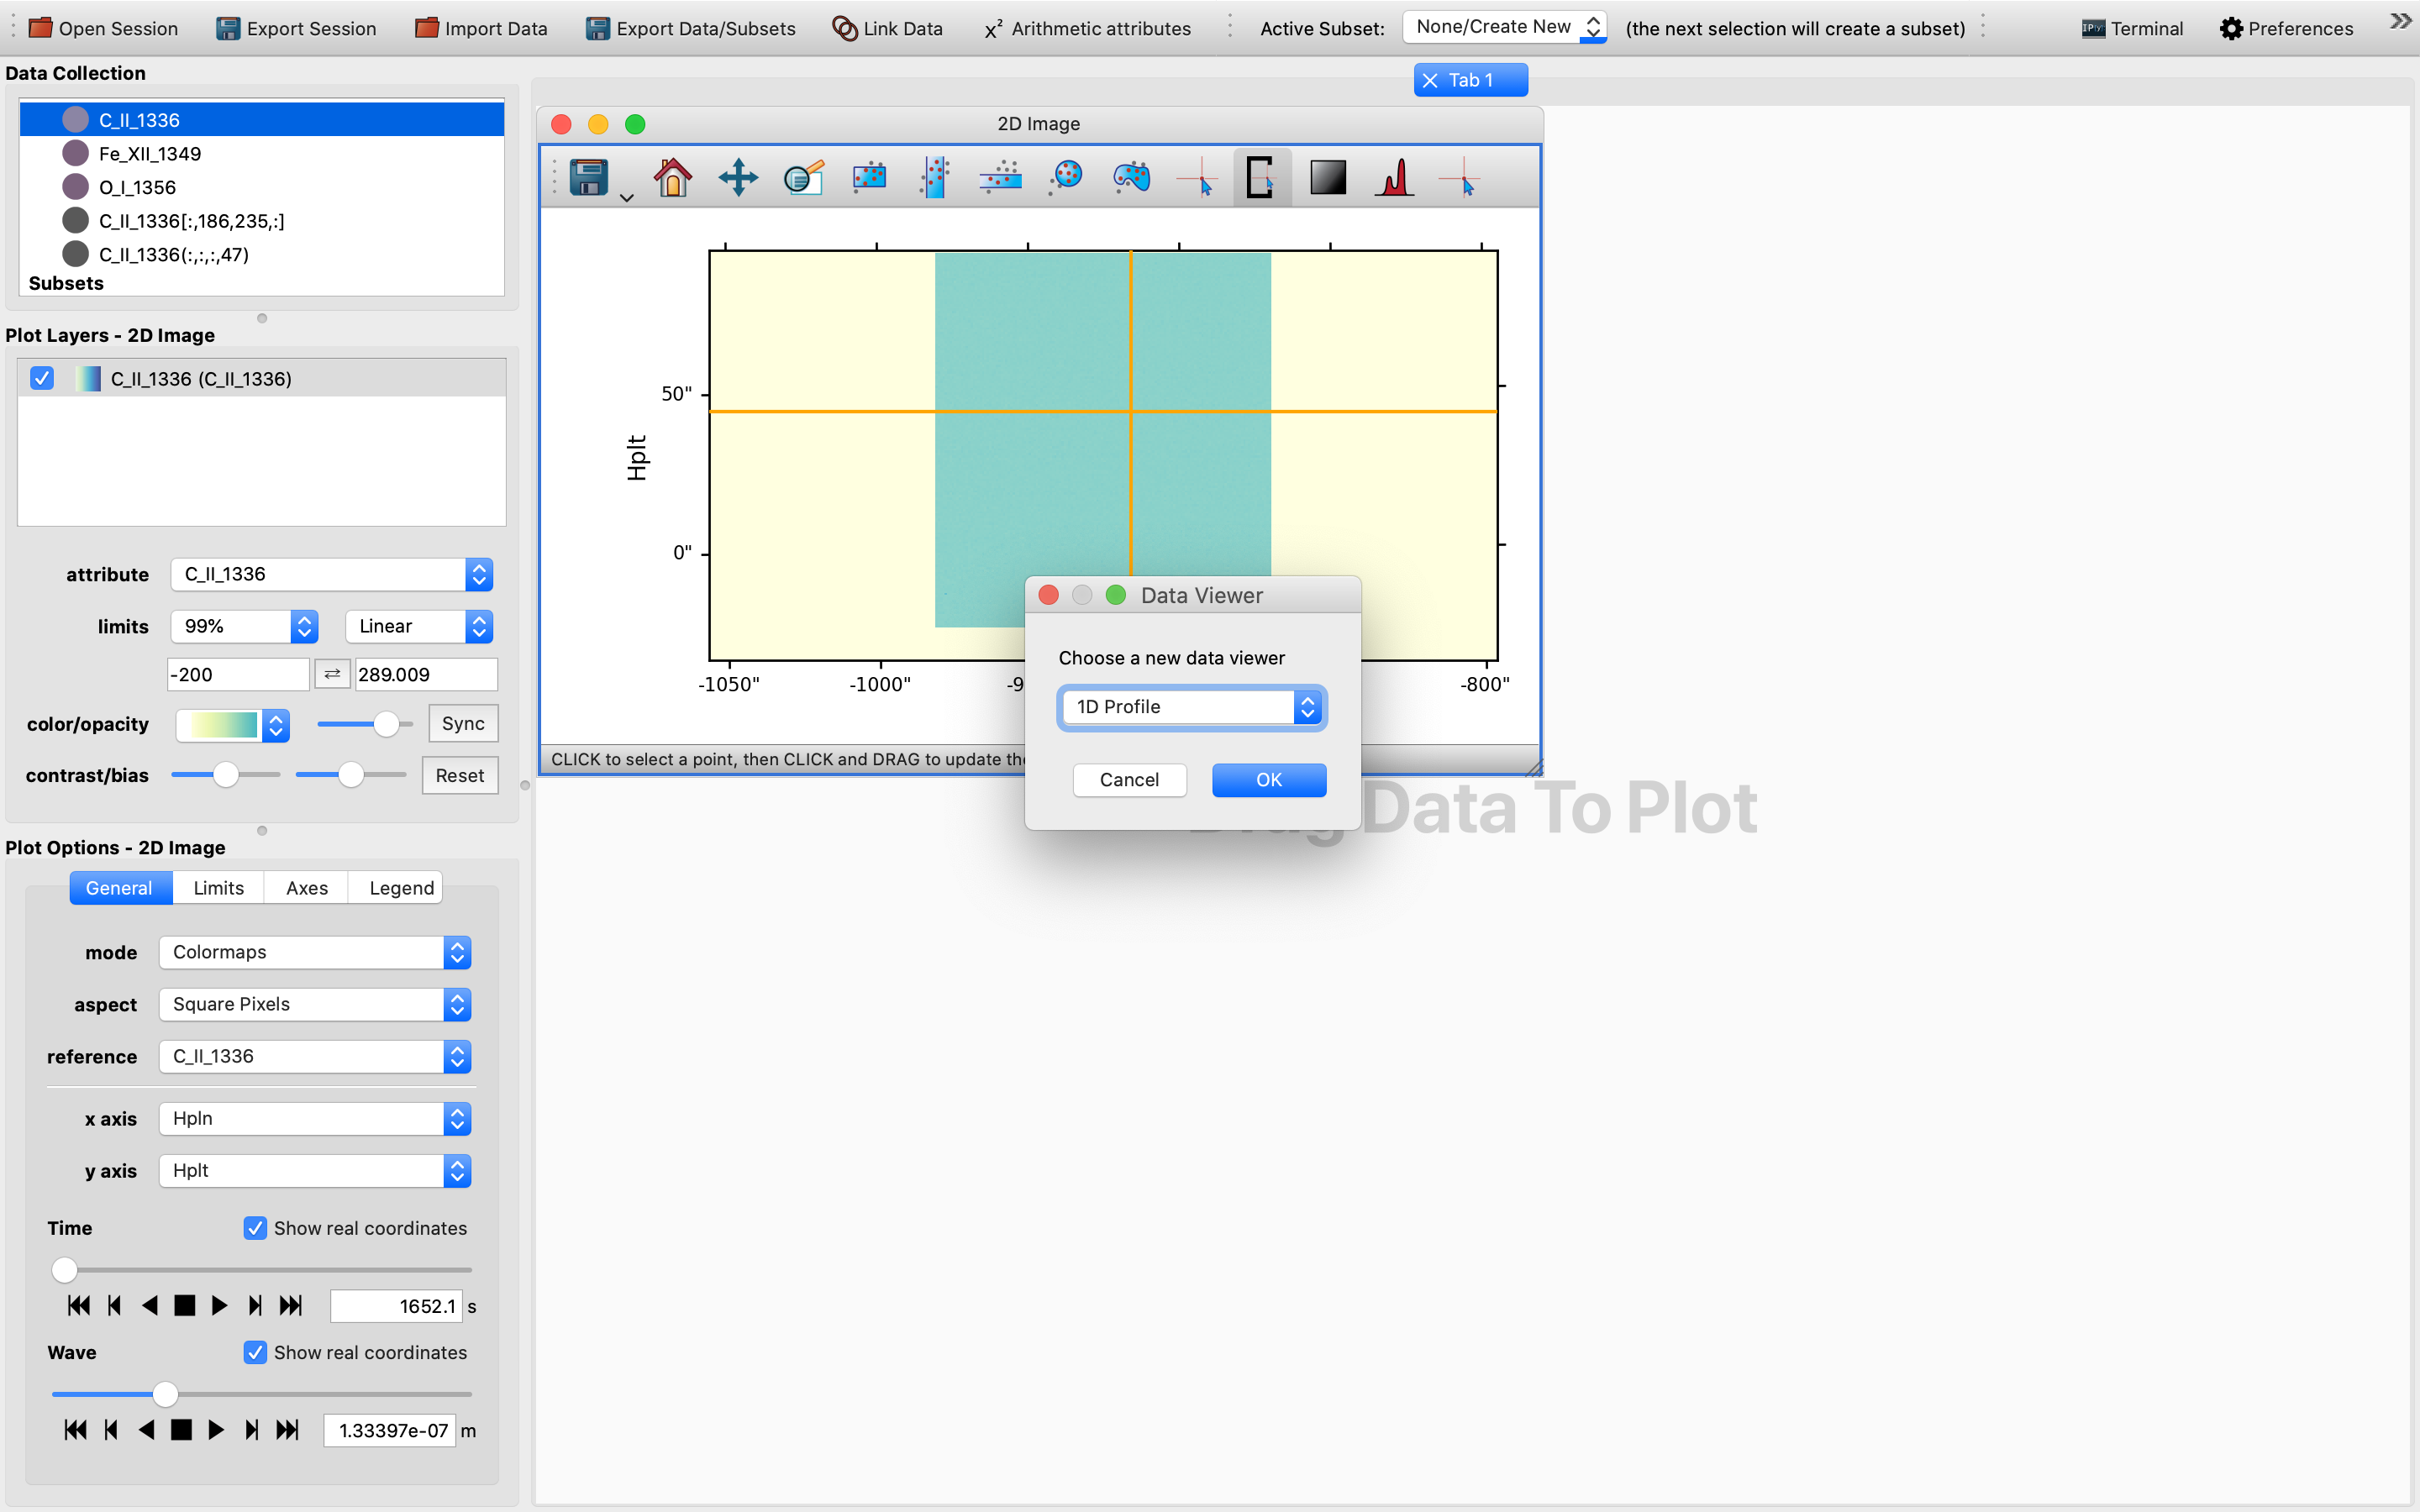 Open Session Export Session Import Data Export Data/Subsets Link Data x² Arithmetic attributes Active Subset: None/Create New (the next selection will create a subset) Terminal Preferences
Data Collection
C_II_1336
Fe_XII_1349
O_I_1356
C_II_1336[:,186,235,:]
C_II_1336(:,:,:,47)
Subsets
Plot Layers - 2D Image
C_II_1336 (C_II_1336)
attribute C_II_1336
limits 99% Linear
-200 289.009
color/opacity Sync
contrast/bias Reset
Plot Options - 2D Image
General Limits Axes Legend
mode Colormaps
aspect Square Pixels
reference C_II_1336
x axis Hpln
y axis Hplt
Time Show real coordinates
1652.1 s
Wave Show real coordinates
1.33397e-07 m
Tab 1
2D Image
50"
Hplt
0"
-1050" -1000" -9 -800"
CLICK to select a point, then CLICK and DRAG to update the
Data Viewer
Choose a new data viewer
1D Profile
Cancel OK
Data To Plot